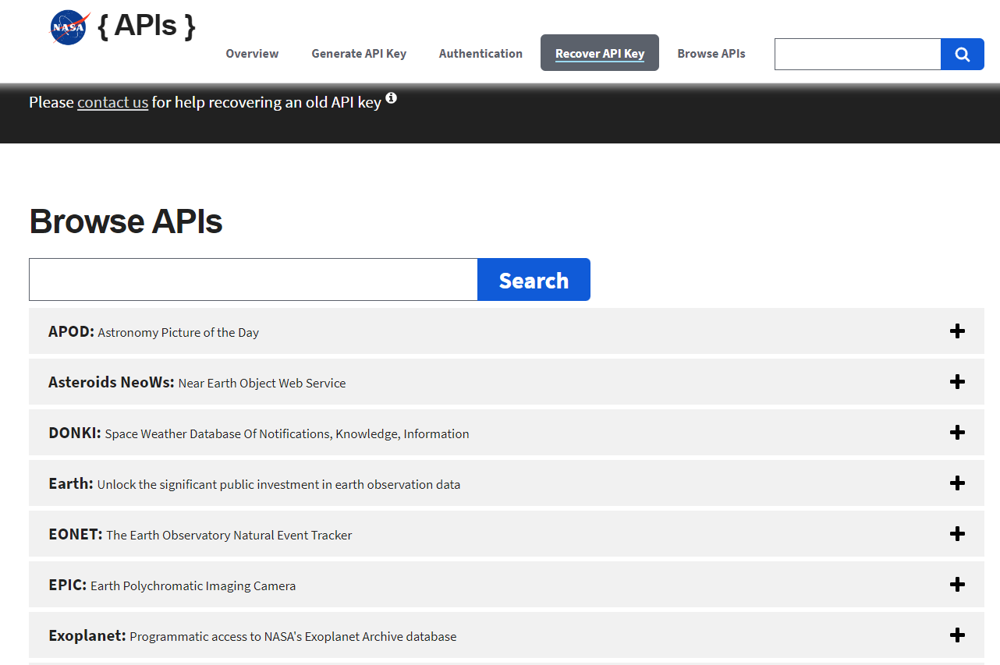 NASA { APIs }
Overview Generate API Key Authentication Recover API Key Browse APIs
Please contact us for help recovering an old API key
Browse APIs
Search
APOD: Astronomy Picture of the Day
Asteroids NeoWs: Near Earth Object Web Service
DONKI: Space Weather Database Of Notifications, Knowledge, Information
Earth: Unlock the significant public investment in earth observation data
EONET: The Earth Observatory Natural Event Tracker
EPIC: Earth Polychromatic Imaging Camera
Exoplanet: Programmatic access to NASA's Exoplanet Archive database